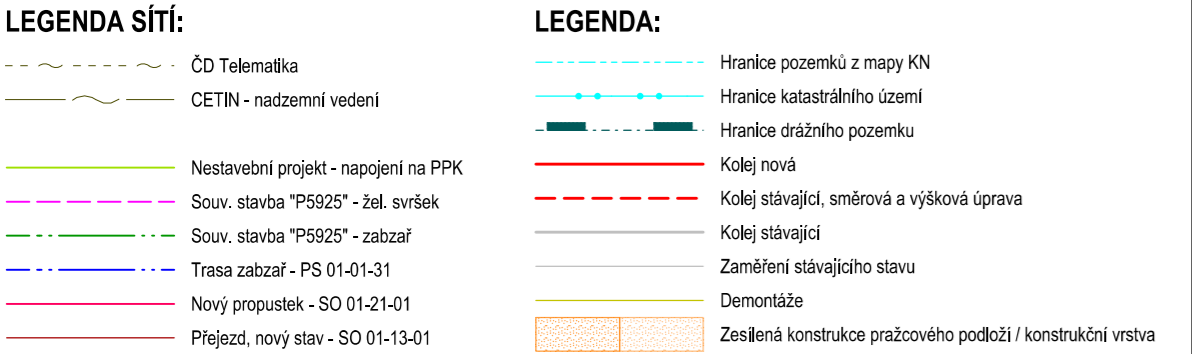 LEGENDA SÍTÍ:
ČD Telematika
CETIN - nadzemní vedení
Nestavební projekt - napojení na PPK
Souv. stavba "P5925" - žel. svršek
Souv. stavba "P5925" - zabzař
Trasa zabzař - PS 01-01-31
Nový propustek - SO 01-21-01
Přejezd, nový stav - SO 01-13-01
LEGENDA:
Hranice pozemků z mapy KN
Hranice katastrálního území
Hranice drážního pozemku
Kolej nová
Kolej stávající, směrová a výšková úprava
Kolej stávající
Zaměření stávajícího stavu
Demontáže
Zesílená konstrukce pražcového podloží / konstrukční vrstva